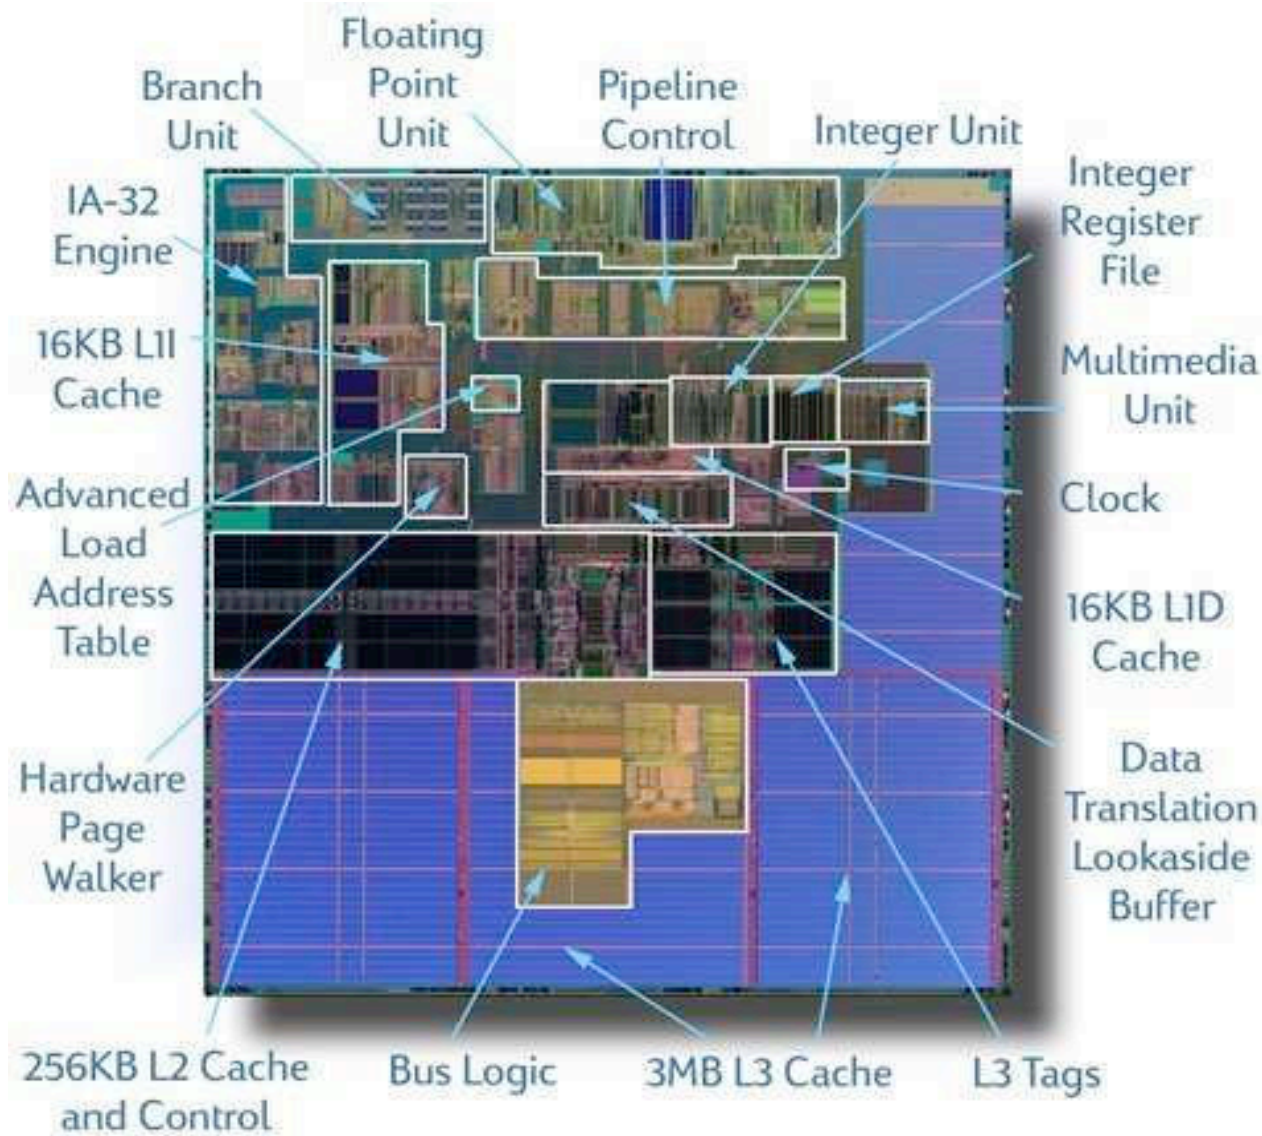 Floating
Point
Unit
Branch
Unit
Pipeline
Control
Integer Unit
Integer
Register
File
IA-32
Engine
16KB L1I
Cache
Multimedia
Unit
Advanced
Load
Address
Table
Clock
16KB L1D
Cache
Hardware
Page
Walker
Data
Translation
Lookaside
Buffer
256KB L2 Cache
and Control
Bus Logic
3MB L3 Cache
L3 Tags